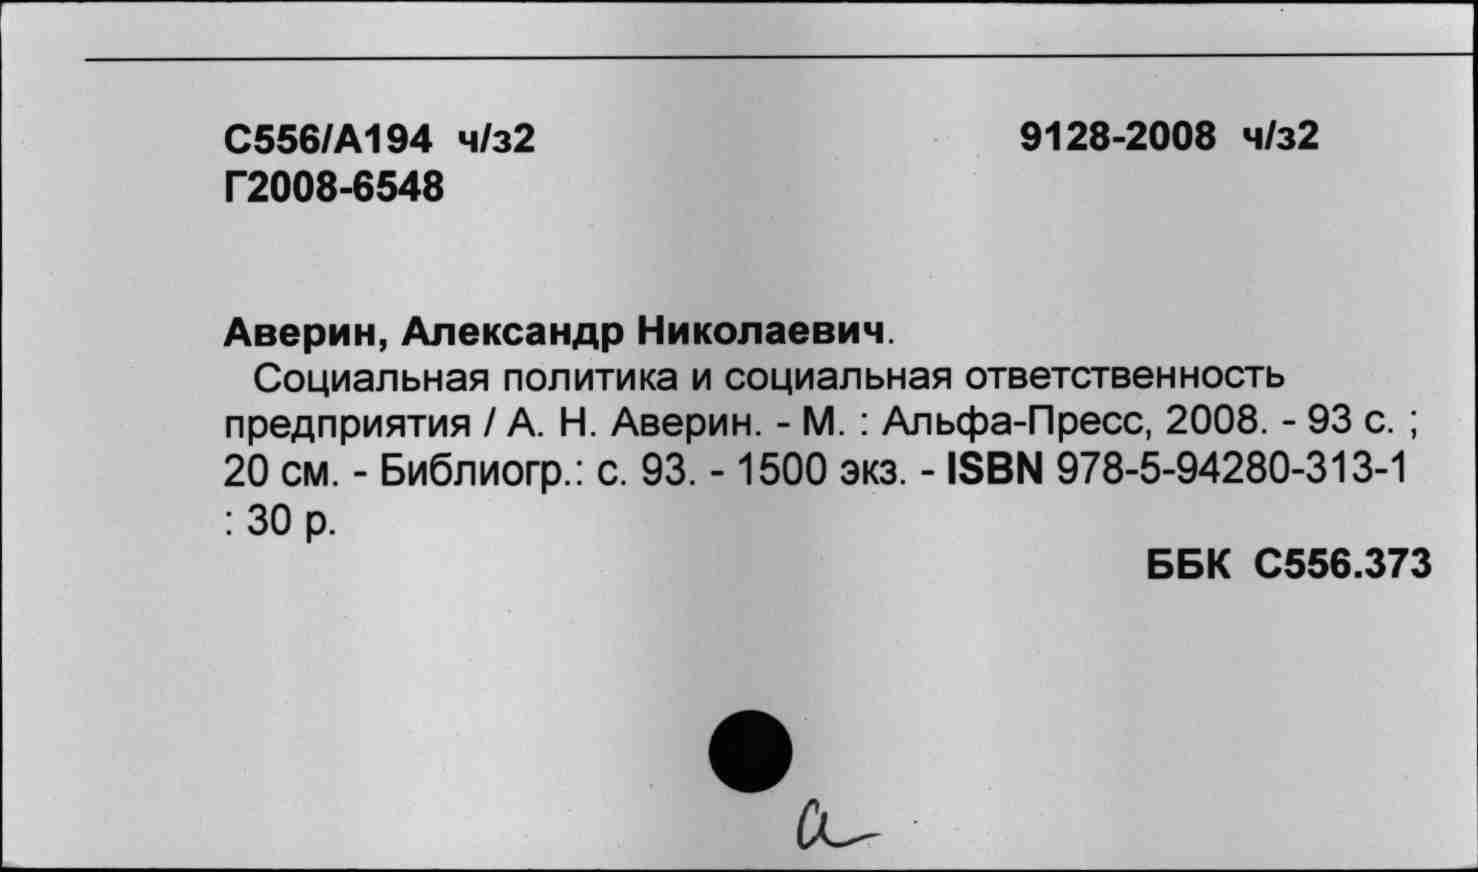 С556/А194 ч/з2 9128-2008 ч/з2
Г2008-6548
Аверин, Александр Николаевич.
Социальная политика и социальная ответственность
предприятия / А. Н. Аверин. - М. : Альфа-Пресс, 2008. - 93 с. ;
20 см. - Библиогр.: с. 93. - 1500 экз. - ISBN 978-5-94280-313-1
: 30 р.
ББК С556.373
а